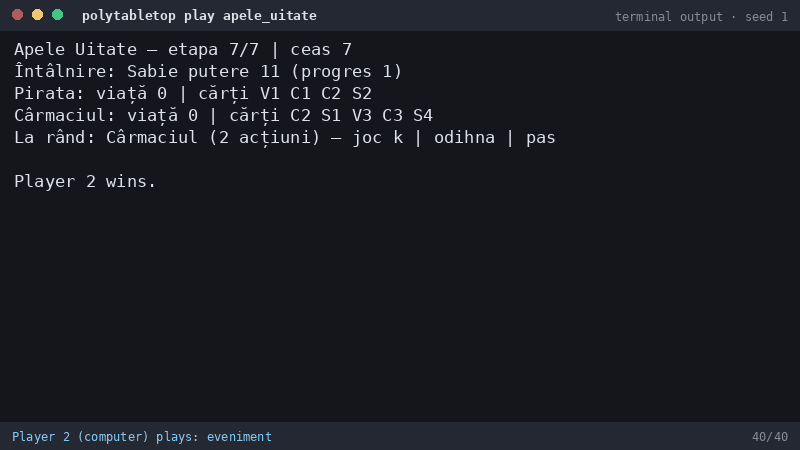 polytabletop play apele_uitate
terminal output · seed 1
Apele Uitate — etapa 7/7 | ceas 7
Întâlnire: Sabie putere 11 (progres 1)
Pirata: viață 0 | cărți V1 C1 C2 S2
Cârmaciul: viață 0 | cărți C2 S1 V3 C3 S4
La rând: Cârmaciul (2 acțiuni) — joc k | odihna | pas
Player 2 wins.
Player 2 (computer) plays: eveniment
40/40